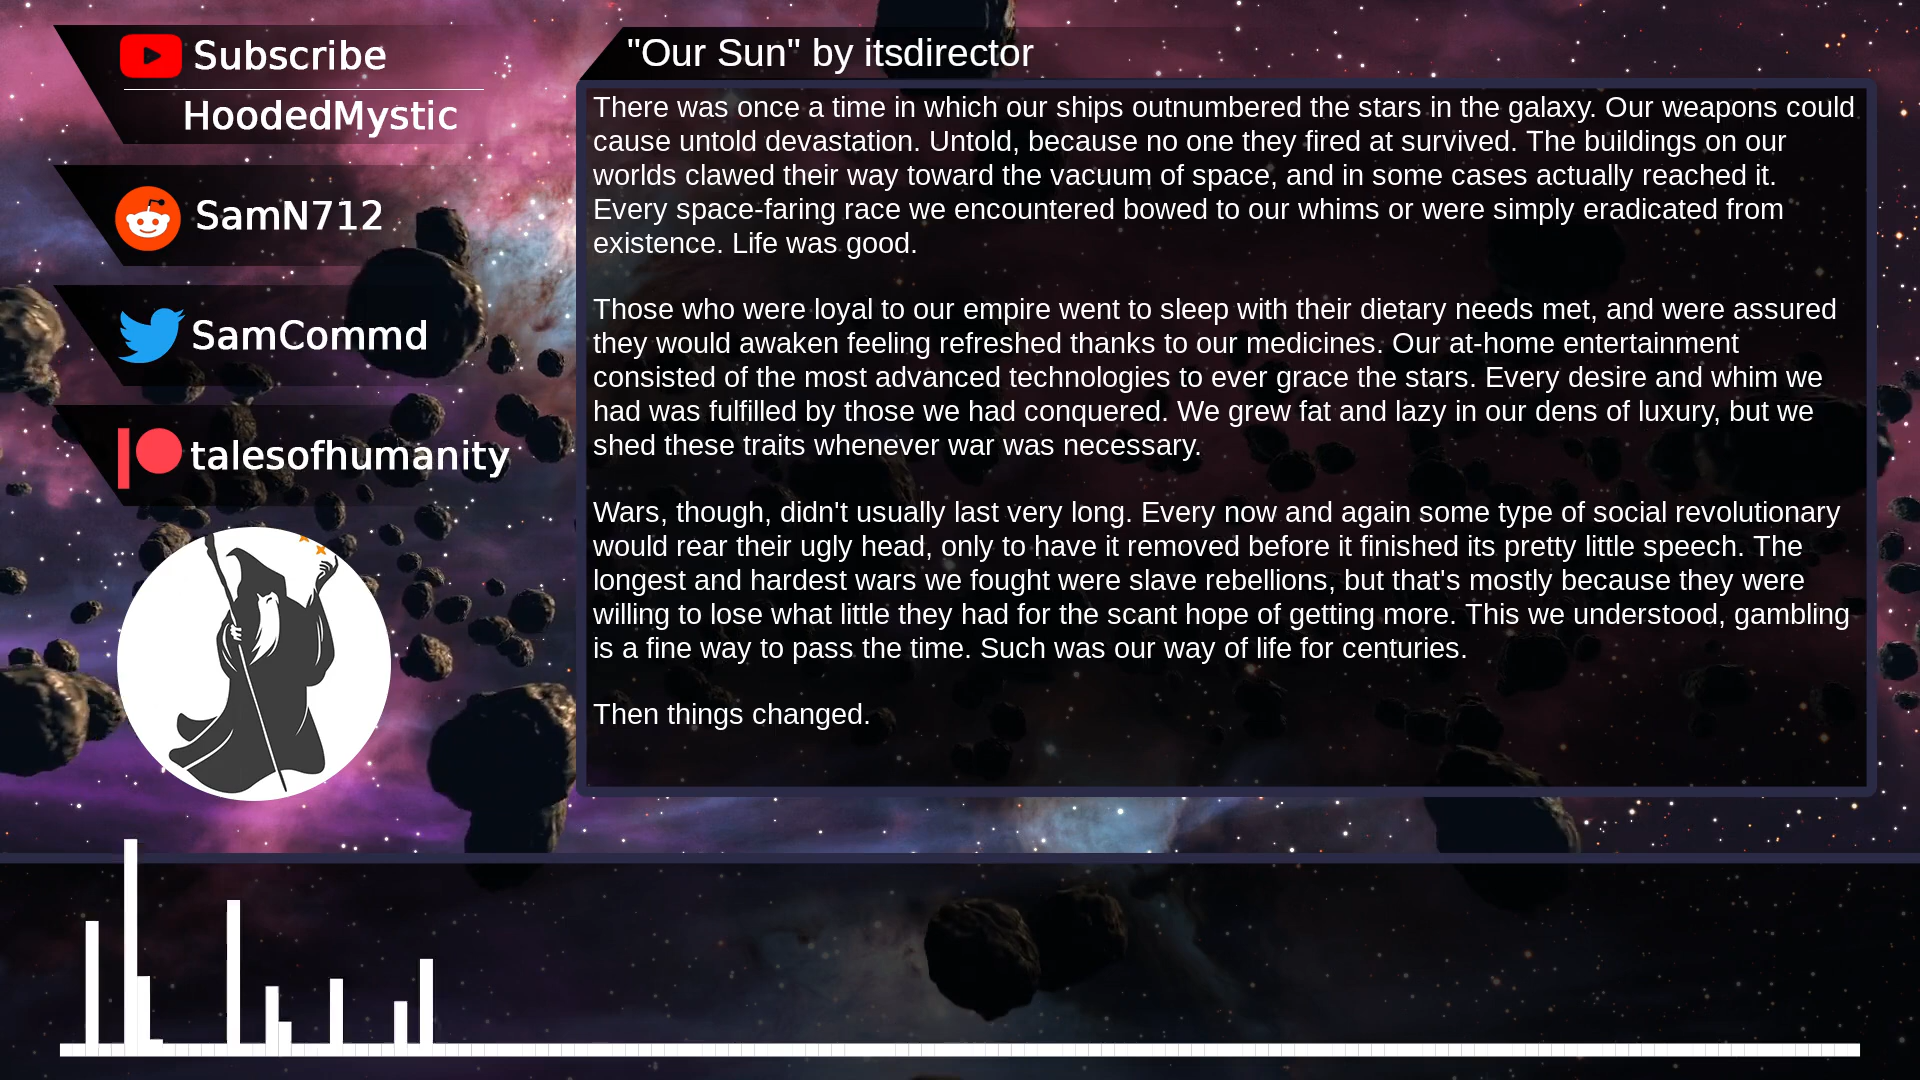 Subscribe
HoodedMystic
SamN712
SamCommd
talesofhumanity
"Our Sun" by itsdirector
There was once a time in which our ships outnumbered the stars in the galaxy. Our weapons could
cause untold devastation. Untold, because no one they fired at survived. The buildings on our
worlds clawed their way toward the vacuum of space, and in some cases actually reached it.
Every space-faring race we encountered bowed to our whims or were simply eradicated from
existence. Life was good.
Those who were loyal to our empire went to sleep with their dietary needs met, and were assured
they would awaken feeling refreshed thanks to our medicines. Our at-home entertainment
consisted of the most advanced technologies to ever grace the stars. Every desire and whim we
had was fulfilled by those we had conquered. We grew fat and lazy in our dens of luxury, but we
shed these traits whenever war was necessary.
Wars, though, didn't usually last very long. Every now and again some type of social revolutionary
would rear their ugly head, only to have it removed before it finished its pretty little speech. The
longest and hardest wars we fought were slave rebellions, but that's mostly because they were
willing to lose what little they had for the scant hope of getting more. This we understood, gambling
is a fine way to pass the time. Such was our way of life for centuries.
Then things changed.